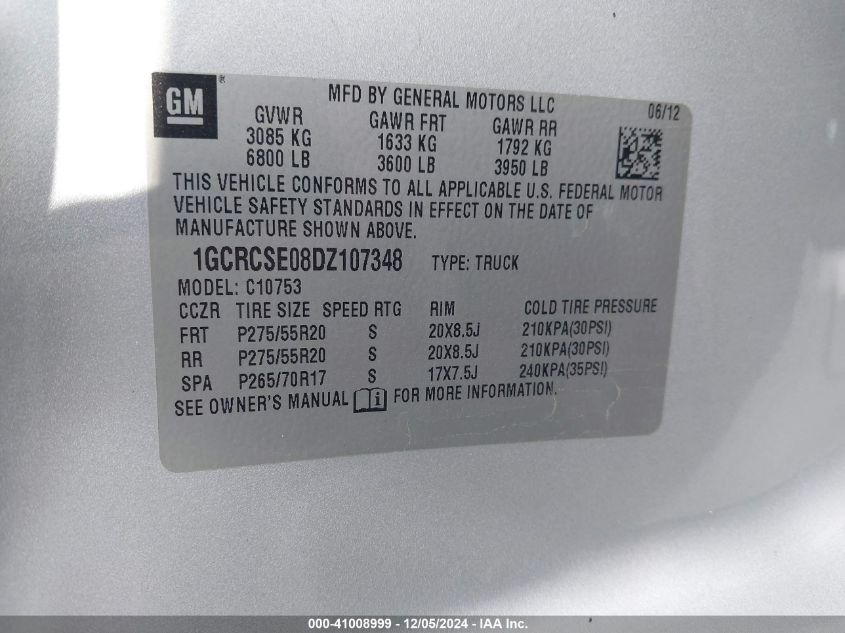 GM ®
MFD BY GENERAL MOTORS LLC
06/12
GVWR GAWR FRT GAWR RR
3085 KG 1633 KG 1792 KG
6800 LB 3600 LB 3950 LB
THIS VEHICLE CONFORMS TO ALL APPLICABLE U.S. FEDERAL MOTOR
VEHICLE SAFETY STANDARDS IN EFFECT ON THE DATE OF
MANUFACTURE SHOWN ABOVE.
1GCRCSE08DZ107348 TYPE: TRUCK
MODEL: C10753
CCZR TIRE SIZE SPEED RTG RIM COLD TIRE PRESSURE
FRT P275/55R20 S 20X8.5J 210KPA(30PSI)
RR P275/55R20 S 20X8.5J 210KPA(30PSI)
SPA P265/70R17 S 17X7.5J 240KPA(35PSI)
SEE OWNER'S MANUAL i FOR MORE INFORMATION.
000-41008999 - 12/05/2024 - IAA Inc.